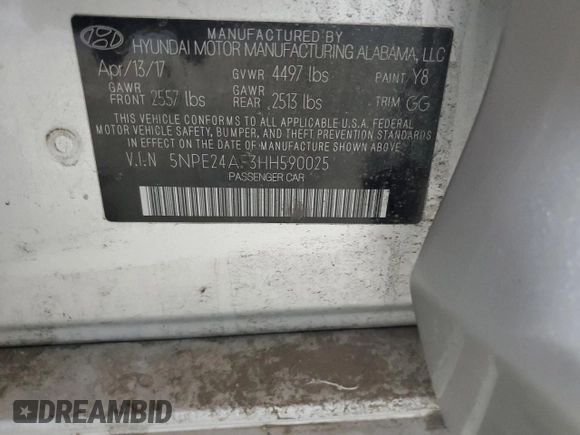 MANUFACTURED BY
HYUNDAI MOTOR MANUFACTURING ALABAMA, LLC
Apr/13/17 GVWR 4497 lbs PAINT Y8
GAWR FRONT 2557 lbs GAWR REAR 2513 lbs TRIM GG
THIS VEHICLE CONFORMS TO ALL APPLICABLE U.S.A. FEDERAL
MOTOR VEHICLE SAFETY, BUMPER, AND THEFT PREVENTION STANDARDS
IN EFFECT ON THE DATE OF MANUFACTURE SHOWN ABOVE.
V.I.N
PASSENGER CAR
DREAMBID